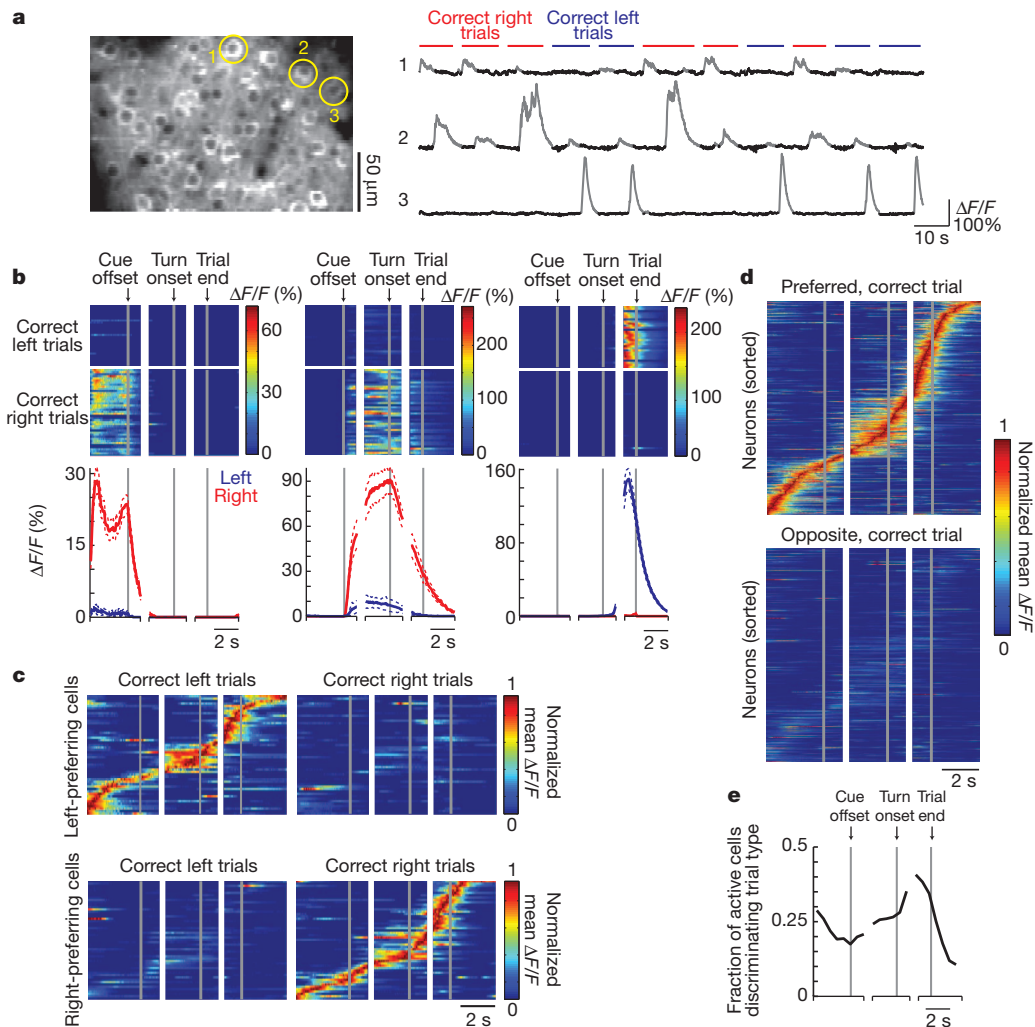 a
Correct right trials
Correct left trials
1
2
3
50 µm
1
2
3
ΔF/F
100%
10 s
b
Cue offset
Turn onset
Trial end
ΔF/F (%)
Cue offset
Turn onset
Trial end
ΔF/F (%)
Cue offset
Turn onset
Trial end
ΔF/F (%)
Correct left trials
Correct right trials
60
40
20
0
200
100
0
200
100
0
ΔF/F (%)
30
15
0
Left
Right
2 s
90
60
30
0
2 s
160
80
0
2 s
c
Left-preferring cells
Correct left trials
Correct right trials
1
0
Normalized mean ΔF/F
Right-preferring cells
Correct left trials
Correct right trials
1
0
Normalized mean ΔF/F
2 s
d
Preferred, correct trial
Neurons (sorted)
Opposite, correct trial
Neurons (sorted)
1
0
Normalized mean ΔF/F
2 s
e
Cue offset
Turn onset
Trial end
Fraction of active cells discriminating trial type
0.5
0.25
0
2 s